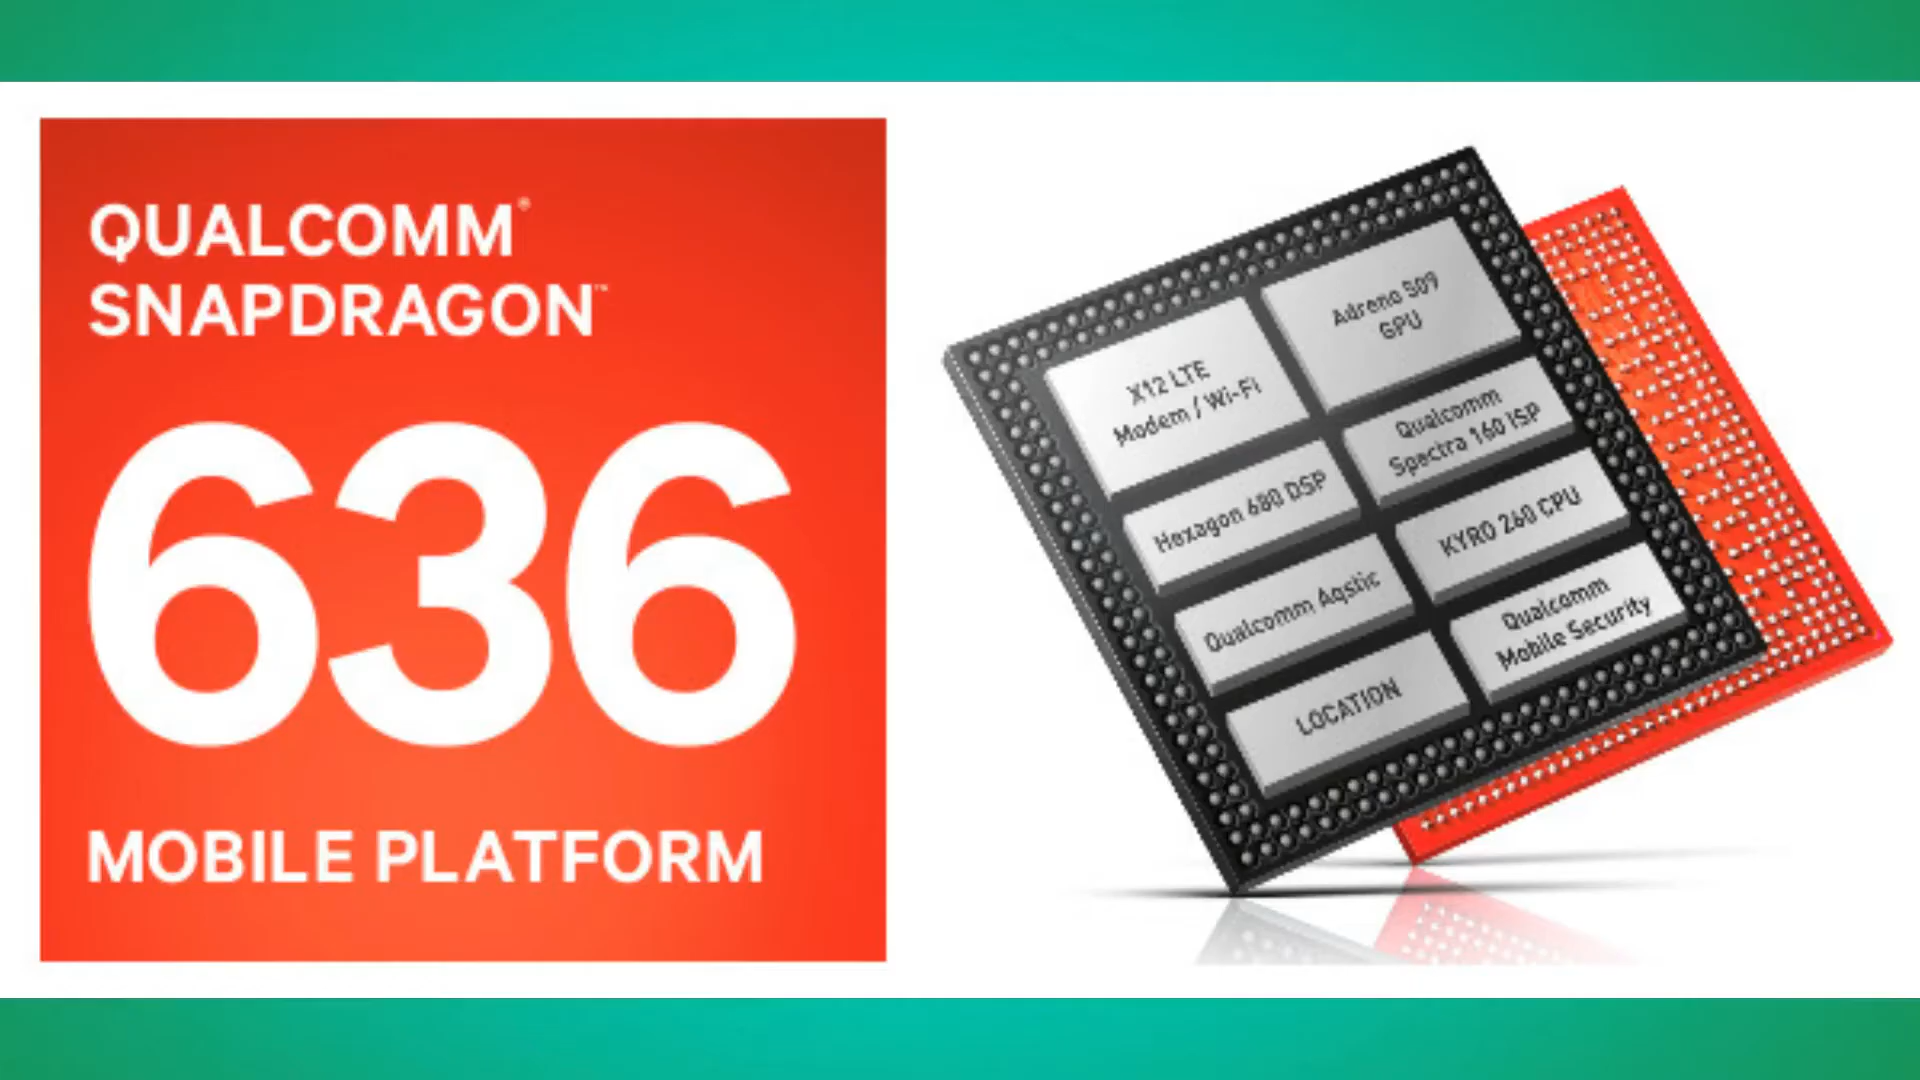 QUALCOMM®
SNAPDRAGON™
636
MOBILE PLATFORM
X12 LTE
Modem / Wi-Fi
Adreno 509
GPU
Hexagon 680 DSP
Qualcomm
Spectra 160 ISP
Qualcomm Aqstic
KYRO 260 CPU
LOCATION
Qualcomm
Mobile Security